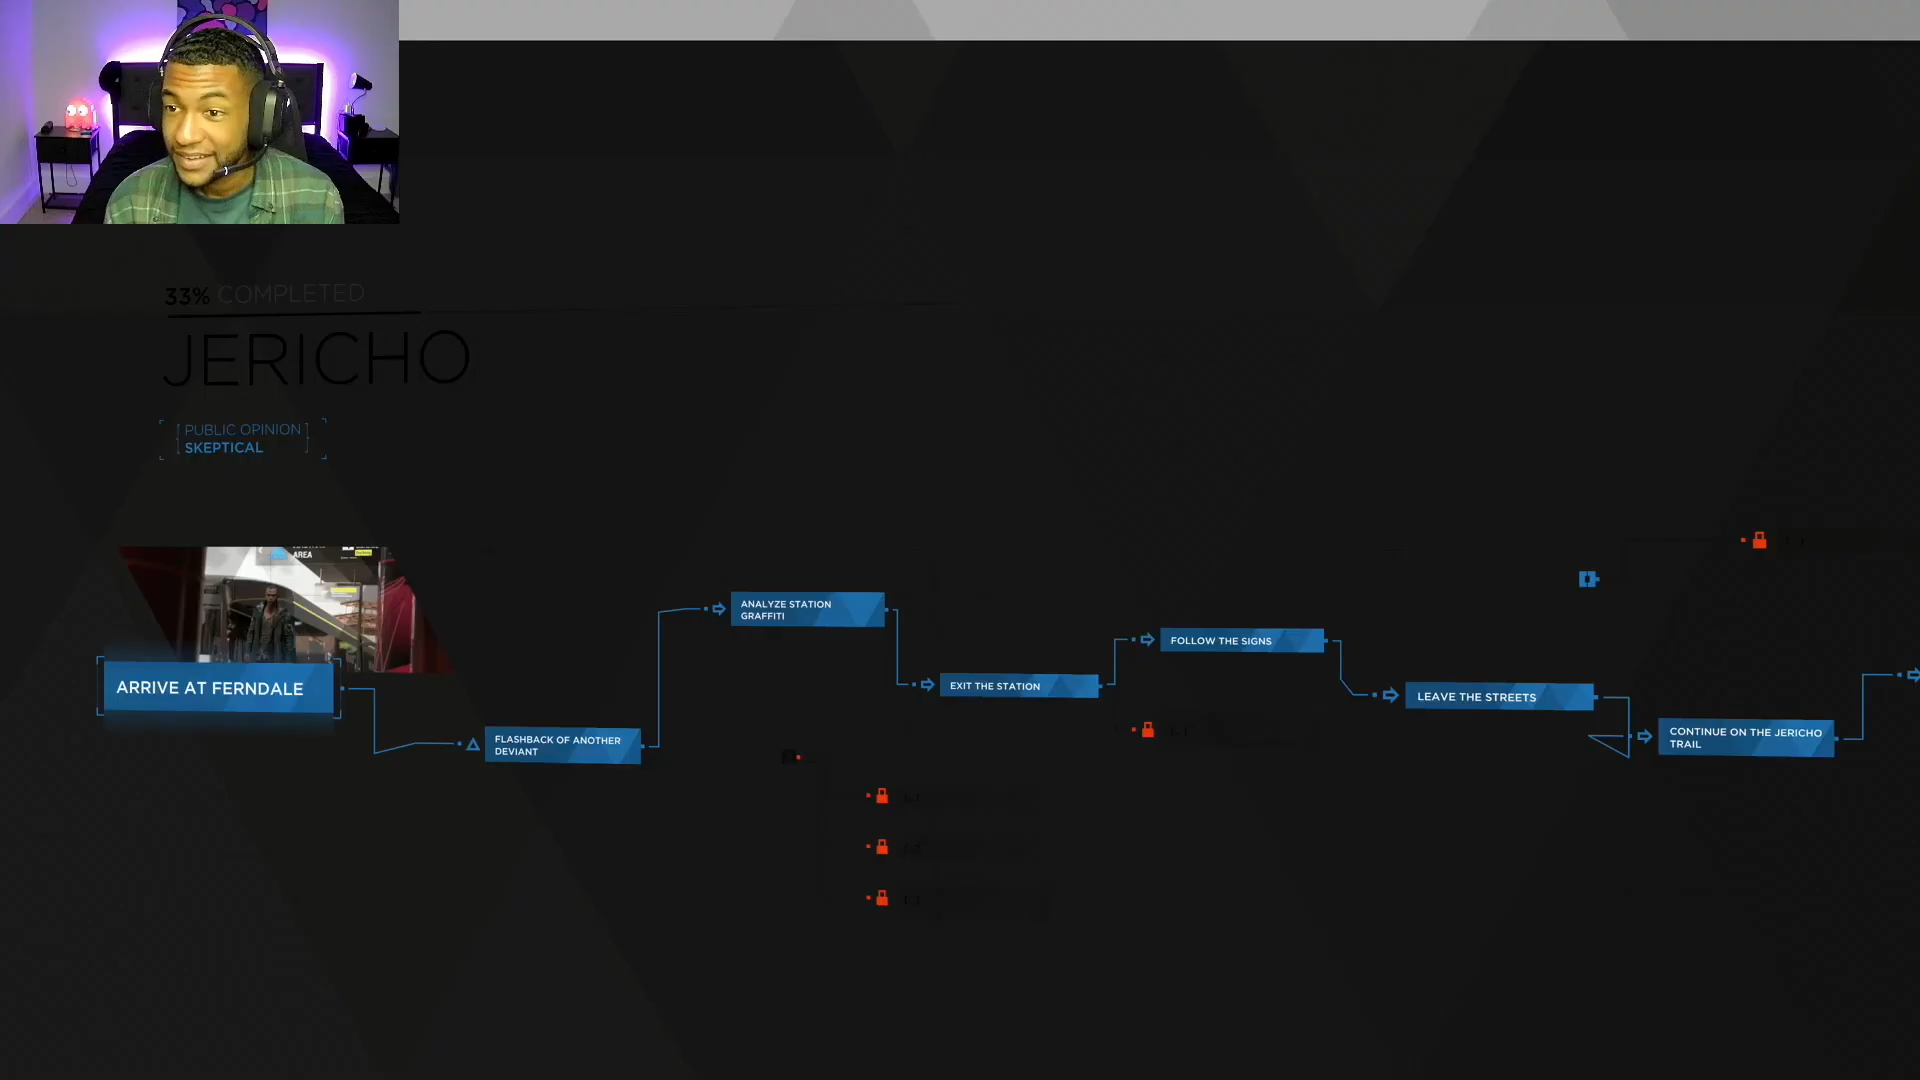 33% COMPLETED
JERICHO
PUBLIC OPINION
SKEPTICAL
AREA
ARRIVE AT FERNDALE
FLASHBACK OF ANOTHER
DEVIANT
ANALYZE STATION
GRAFFITI
EXIT THE STATION
FOLLOW THE SIGNS
LEAVE THE STREETS
CONTINUE ON THE JERICHO
TRAIL